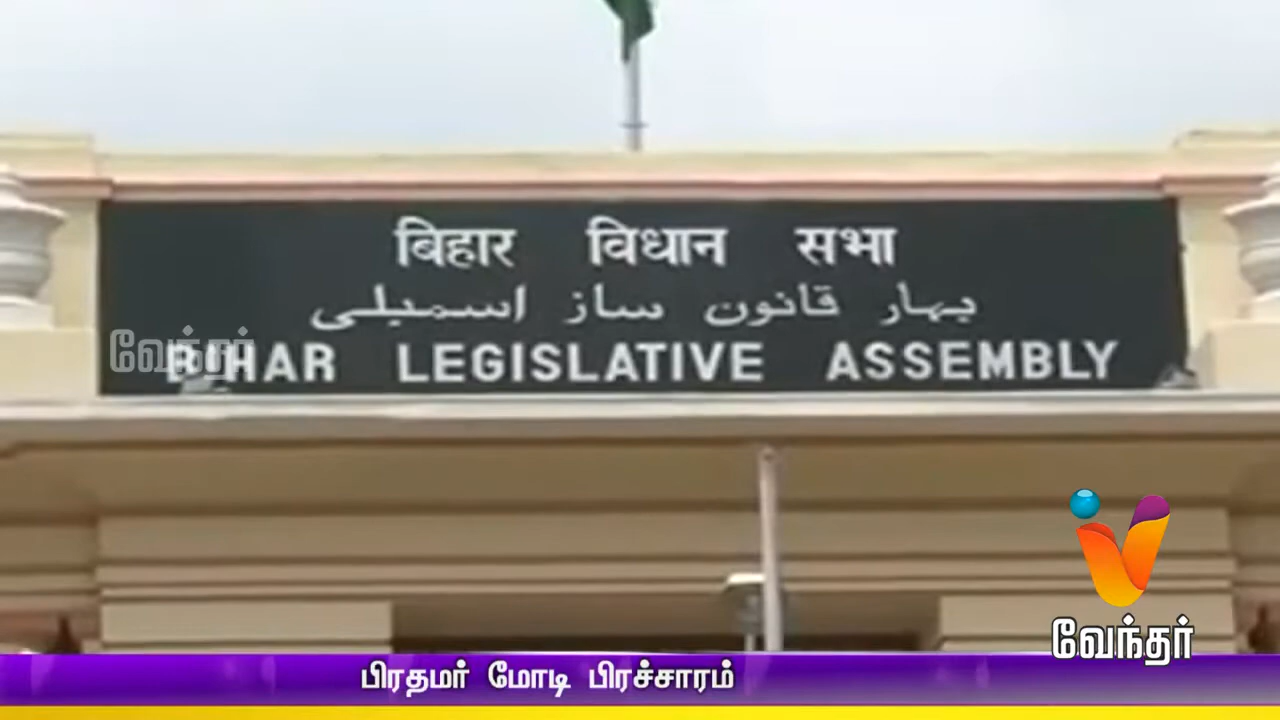 बिहार विधान सभा
بہار قانون ساز اسمبلی
BIHAR LEGISLATIVE ASSEMBLY
வேந்தர்
வேந்தர்
பிரதமர் மோடி பிரச்சாரம்